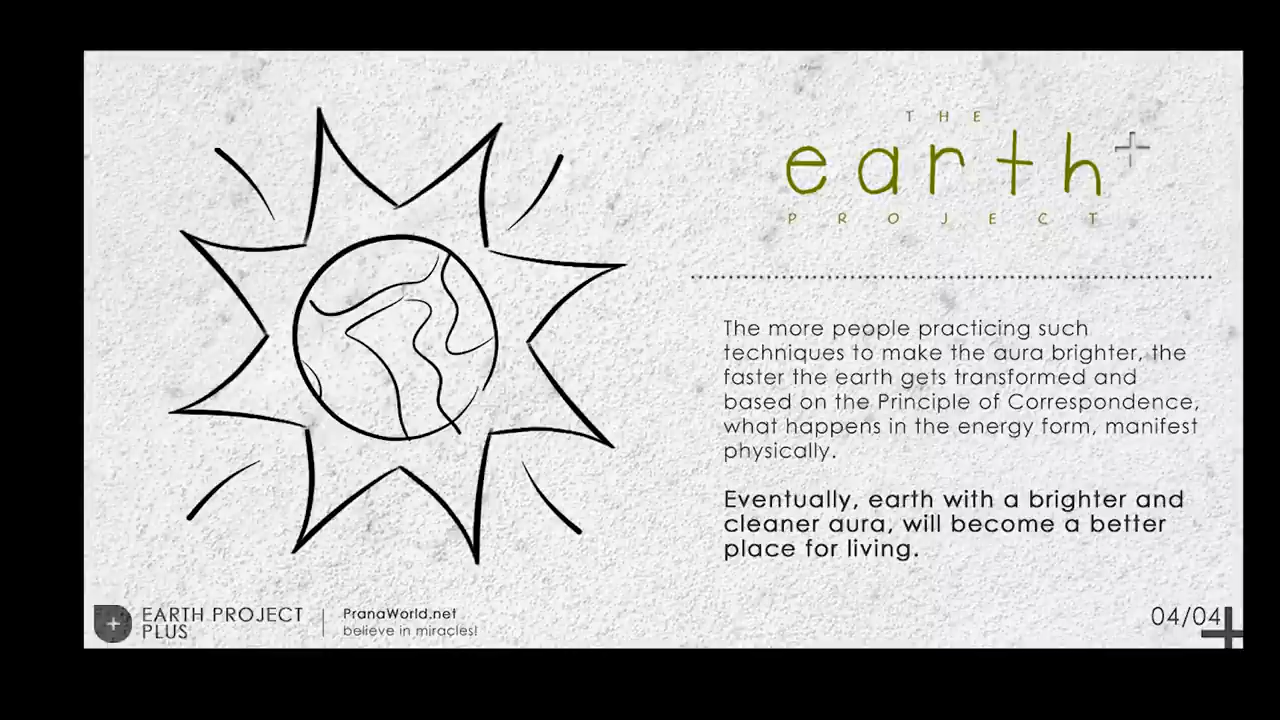 THE
earth+
PROJECT
The more people practicing such
techniques to make the aura brighter, the
faster the earth gets transformed and
based on the Principle of Correspondence,
what happens in the energy form, manifest
physically.
Eventually, earth with a brighter and
cleaner aura, will become a better
place for living.
EARTH PROJECT
PLUS
PranaWorld.net
believe in miracles!
04/04